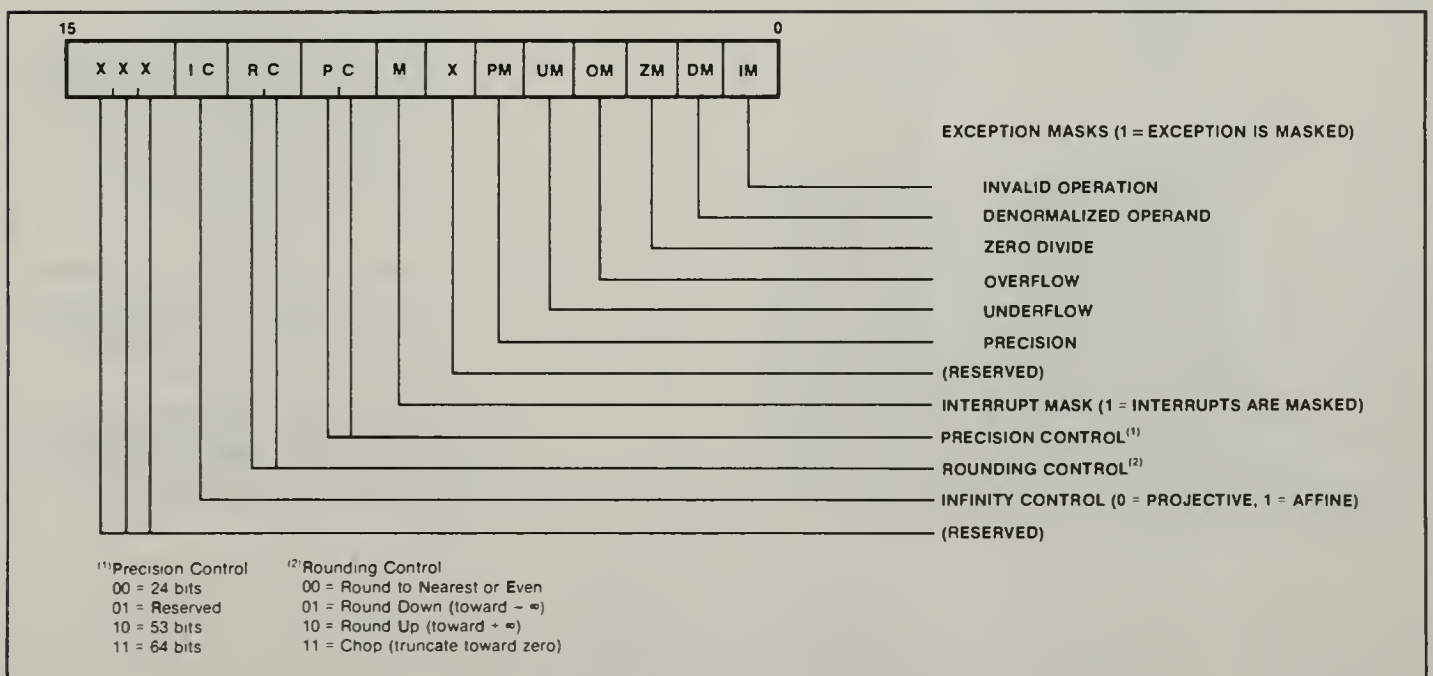 15 0
X X X I C R C P C M X PM UM OM ZM DM IM
EXCEPTION MASKS (1 = EXCEPTION IS MASKED)
INVALID OPERATION
DENORMALIZED OPERAND
ZERO DIVIDE
OVERFLOW
UNDERFLOW
PRECISION
(RESERVED)
INTERRUPT MASK (1 = INTERRUPTS ARE MASKED)
PRECISION CONTROL(1)
ROUNDING CONTROL(2)
INFINITY CONTROL (0 = PROJECTIVE, 1 = AFFINE)
(RESERVED)
(1)Precision Control
00 = 24 bits
01 = Reserved
10 = 53 bits
11 = 64 bits
(2)Rounding Control
00 = Round to Nearest or Even
01 = Round Down (toward − ∞)
10 = Round Up (toward + ∞)
11 = Chop (truncate toward zero)